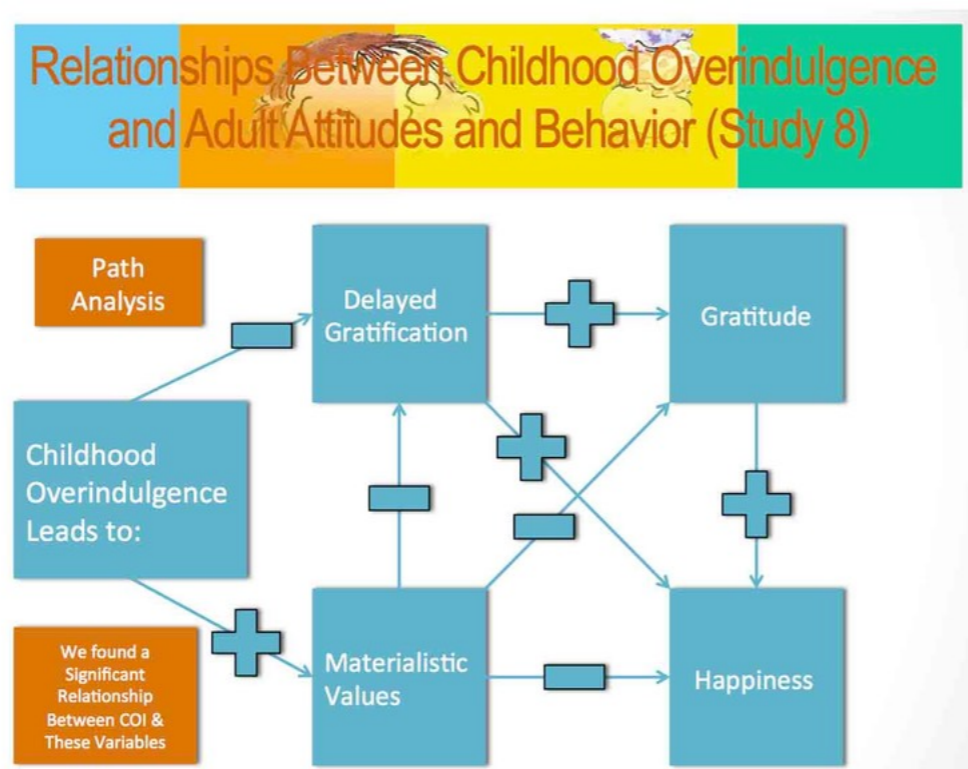 Relationships Between Childhood Overindulgence
and Adult Attitudes and Behavior (Study 8)
Path
Analysis
Delayed
Gratification
Gratitude
Childhood
Overindulgence
Leads to:
We found a
Significant
Relationship
Between COI &
These Variables
Materialistic
Values
Happiness